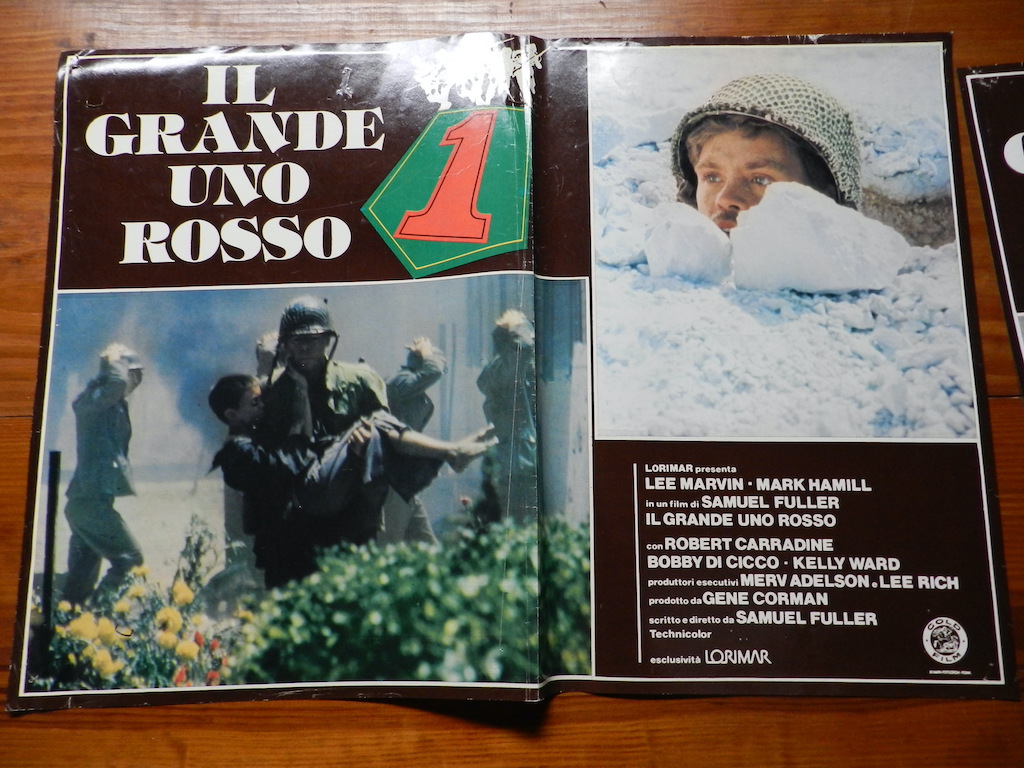 IL
GRANDE
UNO
ROSSO
1
LORIMAR presenta
LEE MARVIN · MARK HAMILL
in un film di SAMUEL FULLER
IL GRANDE UNO ROSSO
con ROBERT CARRADINE
BOBBY DI CICCO · KELLY WARD
produttori esecutivi MERV ADELSON e LEE RICH
prodotto da GENE CORMAN
scritto e diretto da SAMUEL FULLER
Technicolor
esclusività LORIMAR
GOLD
FILM